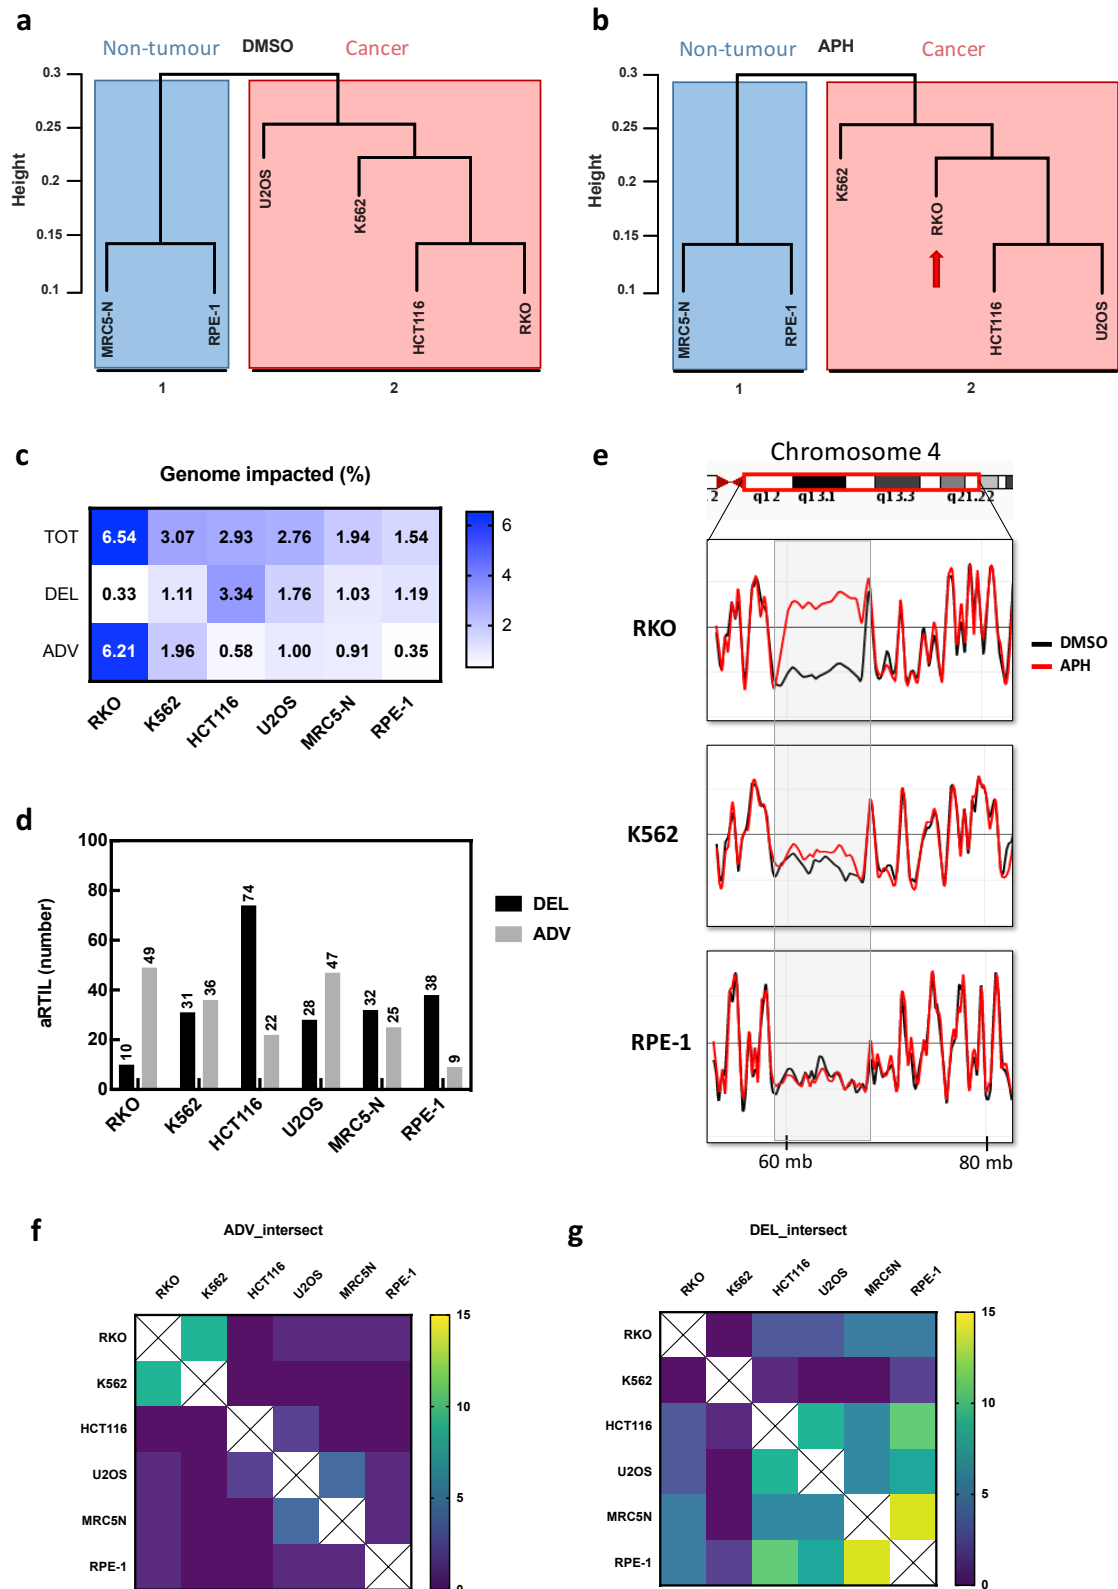 a
Non-tumour DMSO Cancer
0.3
0.25
0.2
0.15
0.1
Height
U2OS
K562
MRC5-N
RPE-1
HCT116
RKO
1 2
b
Non-tumour APH Cancer
0.3
0.25
0.2
0.15
0.1
Height
K562
RKO
MRC5-N
RPE-1
HCT116
U2OS
1 2
c
Genome impacted (%)
TOT 6.54 3.07 2.93 2.76 1.94 1.54
DEL 0.33 1.11 3.34 1.76 1.03 1.19
ADV 6.21 1.96 0.58 1.00 0.91 0.35
RKO K562 HCT116 U2OS MRC5-N RPE-1
6
4
2
d
aRTIL (number)
100
80
60
40
20
0
10 49 31 36 74 22 28 47 32 25 38 9
RKO K562 HCT116 U2OS MRC5-N RPE-1
DEL
ADV
e
Chromosome 4
2 q12 q13.1 q13.3 q21.22
RKO
K562
RPE-1
DMSO
APH
60 mb 80 mb
f
ADV_intersect
RKO K562 HCT116 U2OS MRC5N RPE-1
RKO
K562
HCT116
U2OS
MRC5N
RPE-1
15
10
5
0
g
DEL_intersect
RKO K562 HCT116 U2OS MRC5N RPE-1
RKO
K562
HCT116
U2OS
MRC5N
RPE-1
15
10
5
0